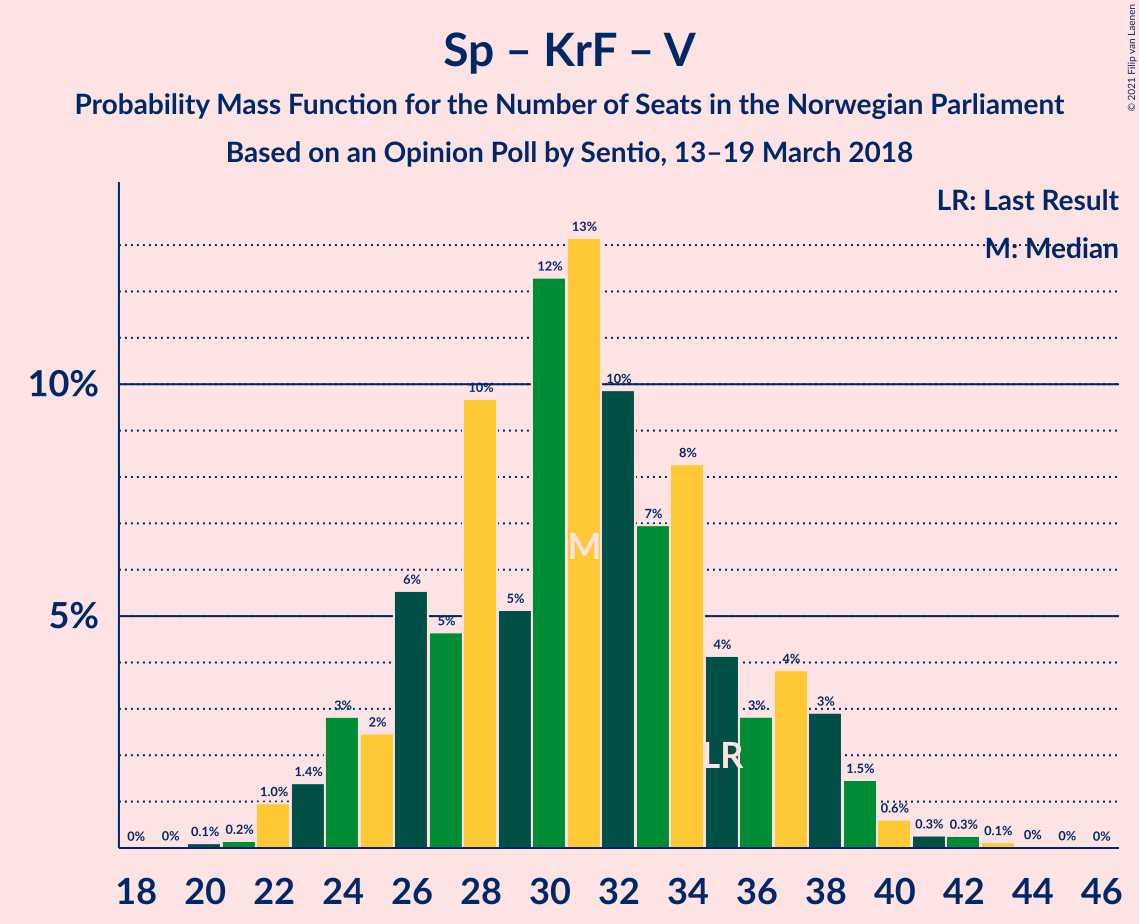 Sp – KrF – V
Probability Mass Function for the Number of Seats in the Norwegian Parliament
Based on an Opinion Poll by Sentio, 13–19 March 2018
© 2021 Filip van Laenen
LR: Last Result
M: Median
10%
5%
0% 0% 0.1% 0.2% 1.0% 1.4% 3% 2% 6% 5% 10% 5% 12% 13% 10% 7% 8% 4% 3% 4% 3% 1.5% 0.6% 0.3% 0.3% 0.1% 0% 0% 0%
M
LR
18 20 22 24 26 28 30 32 34 36 38 40 42 44 46